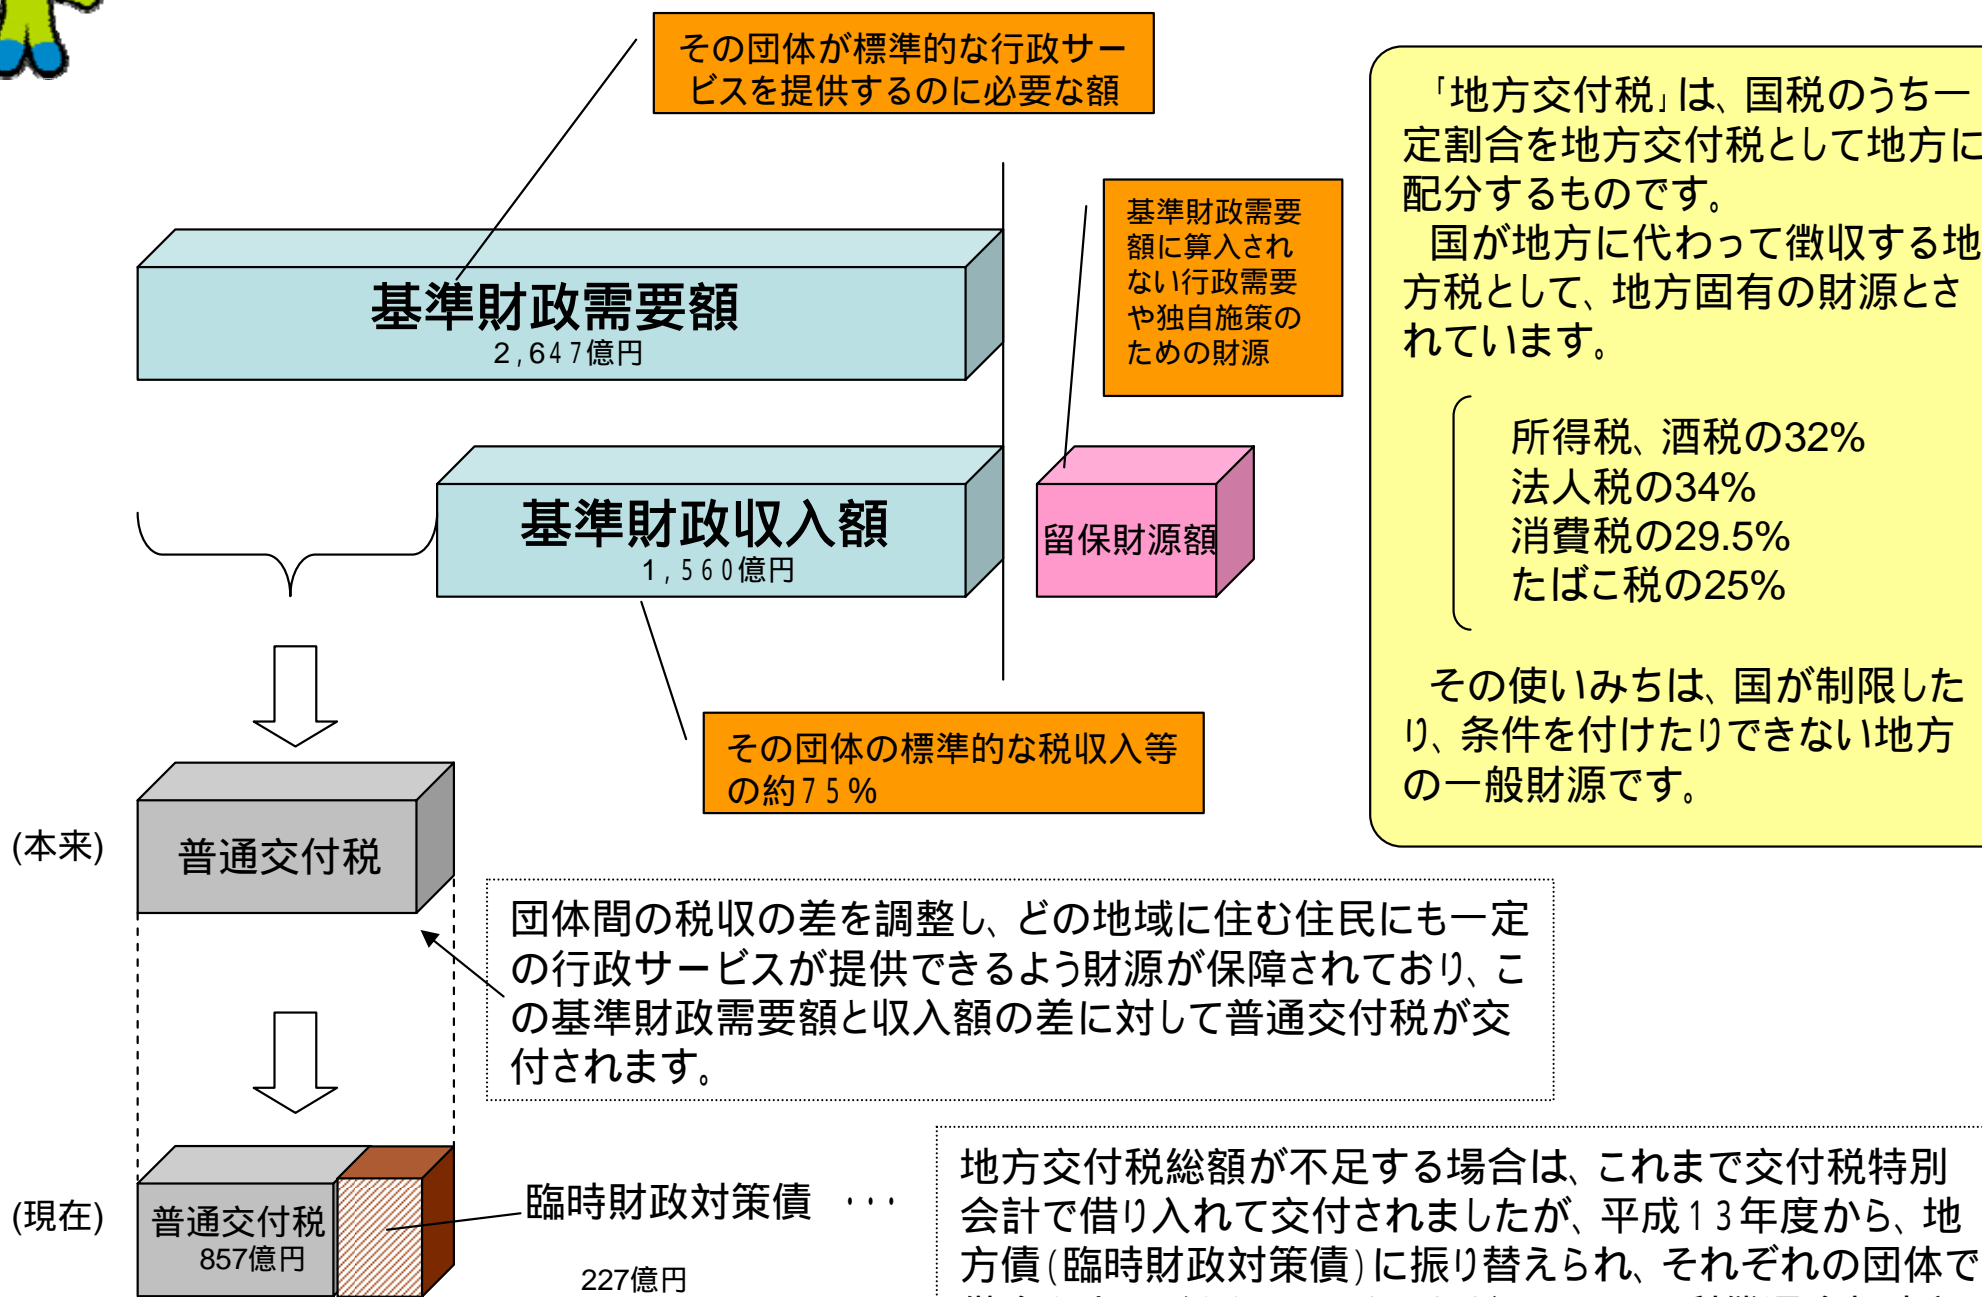 その団体が標準的な行政サー
ビスを提供するのに必要な額
基準財政需要額
2,647億円
基準財政需要
額に算入され
ない行政需要
や独自施策の
ための財源
基準財政収入額
1,560億円
留保財源額
その団体の標準的な税収入等
の約75%
「地方交付税」は、国税のうち一
定割合を地方交付税として地方に
配分するものです。
国が地方に代わって徴収する地
方税として、地方固有の財源とさ
れています。
所得税、酒税の32%
法人税の34%
消費税の29.5%
たばこ税の25%
その使いみちは、国が制限した
り、条件を付けたりできない地方
の一般財源です。
(本来)
普通交付税
団体間の税収の差を調整し、どの地域に住む住民にも一定
の行政サービスが提供できるよう財源が保障されており、こ
の基準財政需要額と収入額の差に対して普通交付税が交
付されます。
(現在)
普通交付税
857億円
臨時財政対策債 ･･･
227億円
地方交付税総額が不足する場合は、これまで交付税特別
会計で借り入れて交付されましたが、平成13年度から、地
方債(臨時財政対策債)に振り替えられ、それぞれの団体で